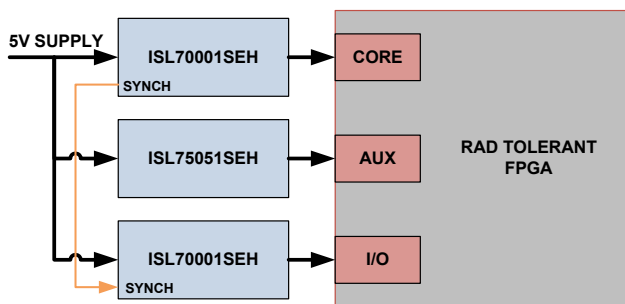 5V SUPPLY
ISL70001SEH
SYNCH
CORE
ISL75051SEH
AUX
RAD TOLERANT
FPGA
ISL70001SEH
SYNCH
I/O